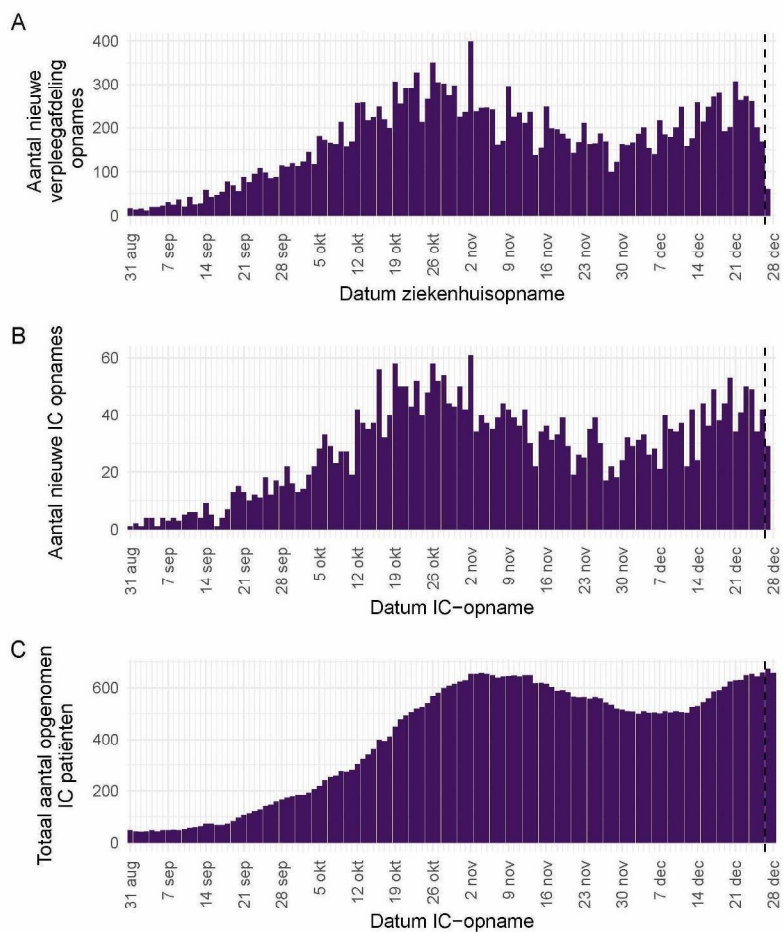 A
Aantal nieuwe
verpleegafdeling
opnames
400
300
200
100
0
31 aug
7 sep
14 sep
21 sep
28 sep
5 okt
12 okt
19 okt
26 okt
2 nov
9 nov
16 nov
23 nov
30 nov
7 dec
14 dec
21 dec
28 dec
Datum ziekenhuisopname
B
Aantal nieuwe IC opnames
60
40
20
0
31 aug
7 sep
14 sep
21 sep
28 sep
5 okt
12 okt
19 okt
26 okt
2 nov
9 nov
16 nov
23 nov
30 nov
7 dec
14 dec
21 dec
28 dec
Datum IC−opname
C
Totaal aantal opgenomen
IC patiënten
600
400
200
0
31 aug
7 sep
14 sep
21 sep
28 sep
5 okt
12 okt
19 okt
26 okt
2 nov
9 nov
16 nov
23 nov
30 nov
7 dec
14 dec
21 dec
28 dec
Datum IC−opname